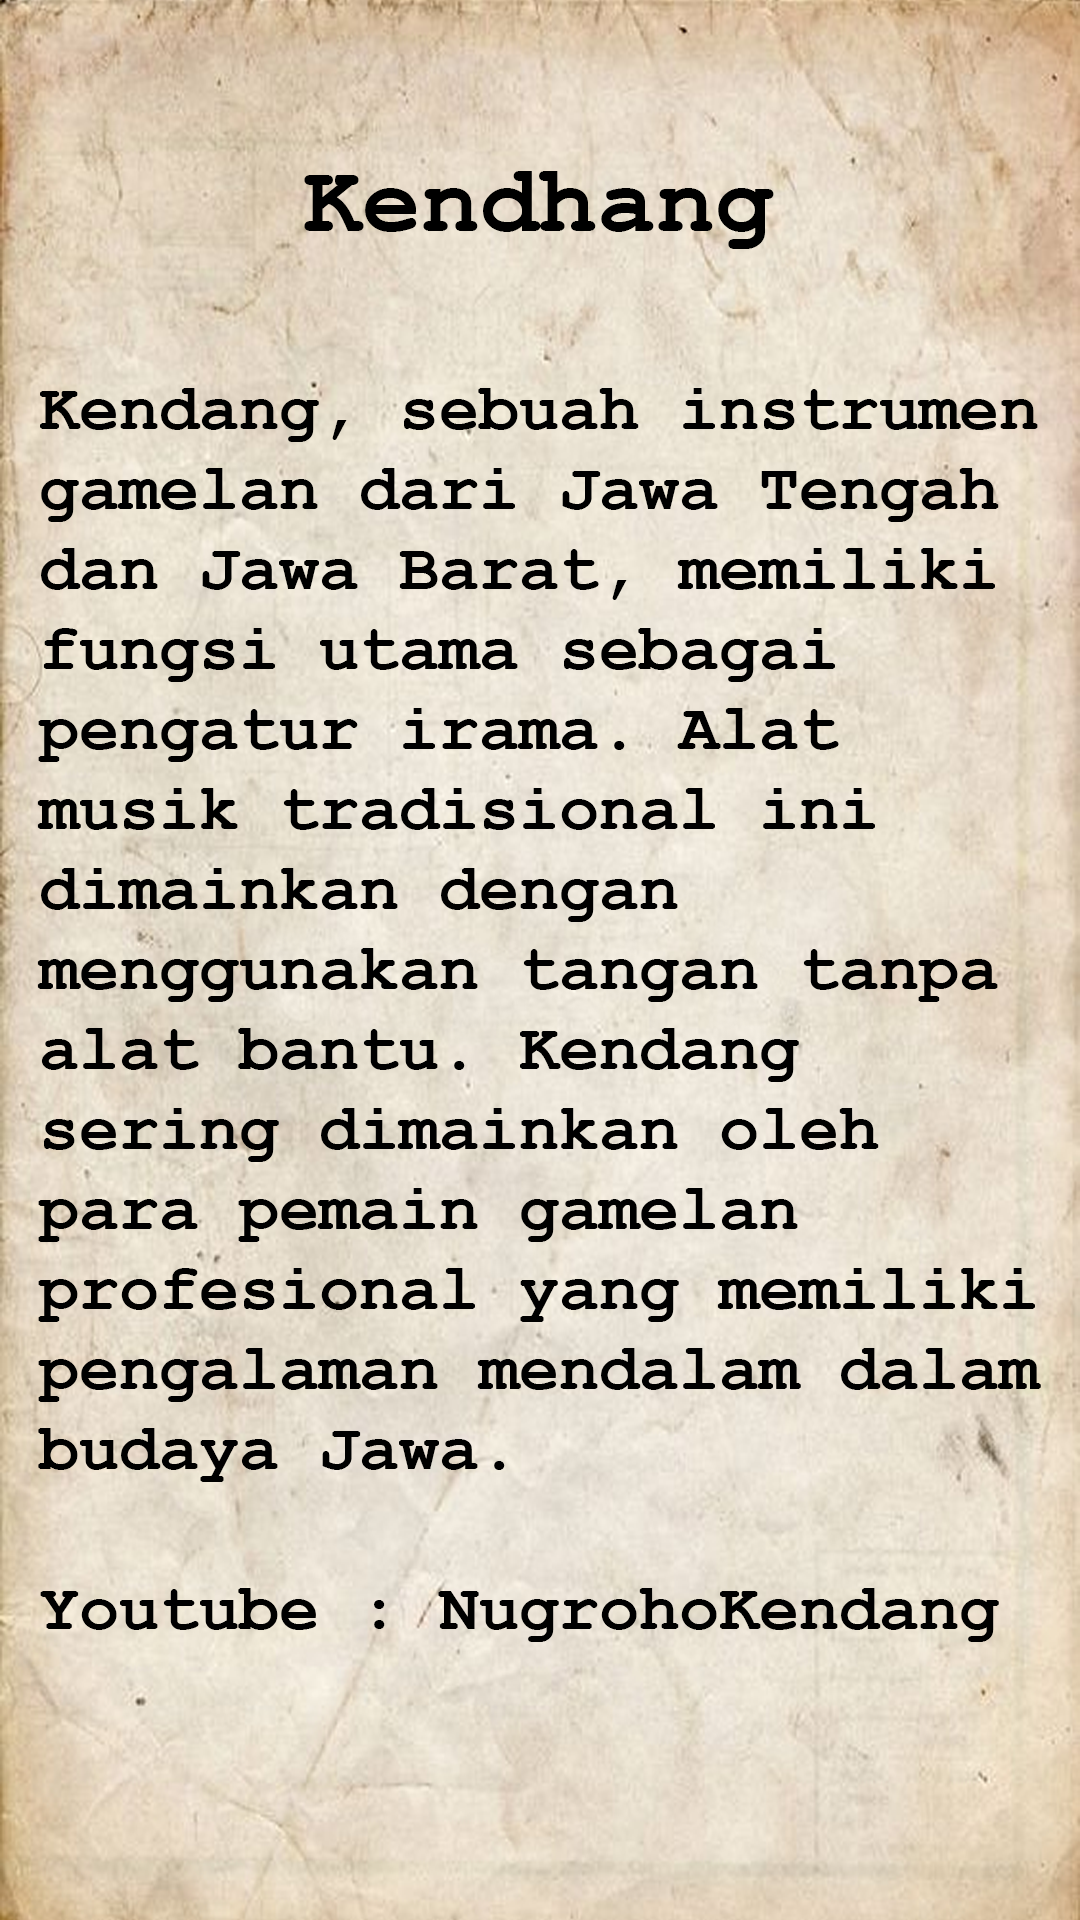 Kendhang
Kendang, sebuah instrumen
gamelan dari Jawa Tengah
dan Jawa Barat, memiliki
fungsi utama sebagai
pengatur irama. Alat
musik tradisional ini
dimainkan dengan
menggunakan tangan tanpa
alat bantu. Kendang
sering dimainkan oleh
para pemain gamelan
profesional yang memiliki
pengalaman mendalam dalam
budaya Jawa.
Youtube : NugrohoKendang